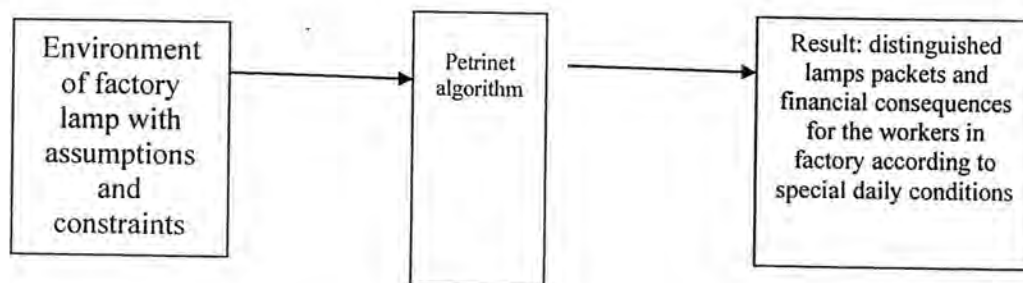 Environment
of factory
lamp with
assumptions
and
constraints
Petrinet
algorithm
Result: distinguished
lamps packets and
financial consequences
for the workers in
factory according to
special daily conditions